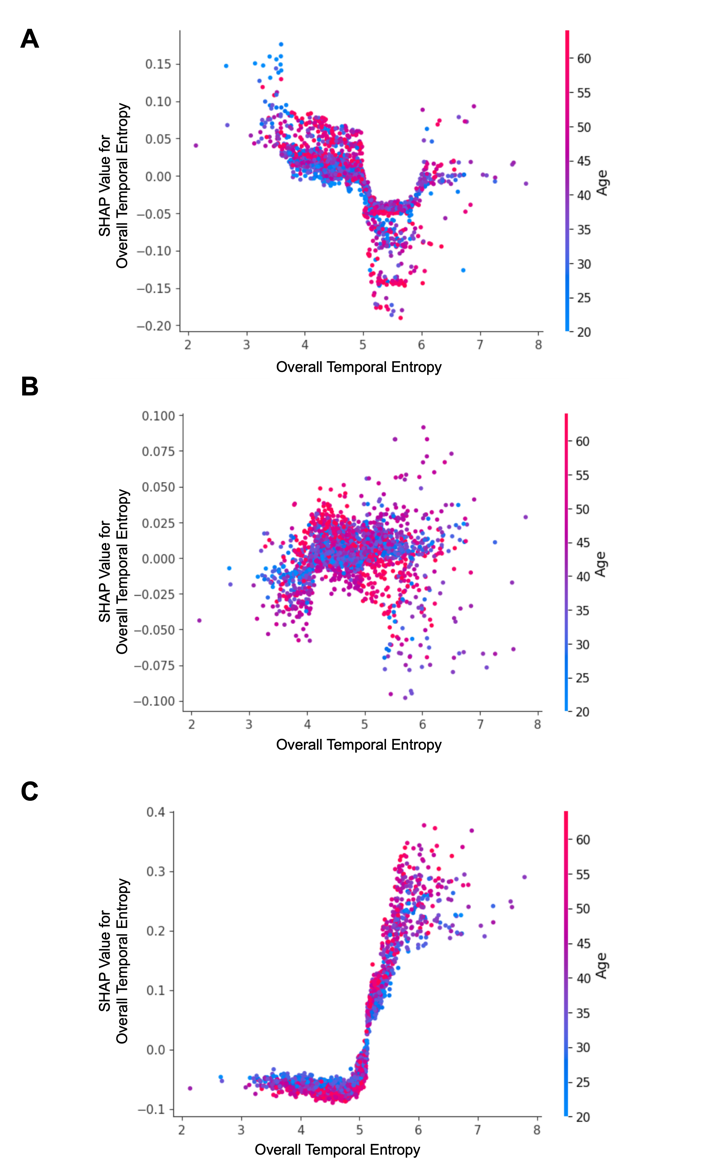 A
SHAP Value for
Overall Temporal Entropy
0.15
0.10
0.05
0.00
−0.05
−0.10
−0.15
−0.20
2 3 4 5 6 7 8
Overall Temporal Entropy
60
55
50
45
40
35
30
25
20
Age
B
SHAP Value for
Overall Temporal Entropy
0.100
0.075
0.050
0.025
0.000
−0.025
−0.050
−0.075
−0.100
2 3 4 5 6 7 8
Overall Temporal Entropy
60
55
50
45
40
35
30
25
20
Age
C
SHAP Value for
Overall Temporal Entropy
0.4
0.3
0.2
0.1
0.0
−0.1
2 3 4 5 6 7 8
Overall Temporal Entropy
60
55
50
45
40
35
30
25
20
Age